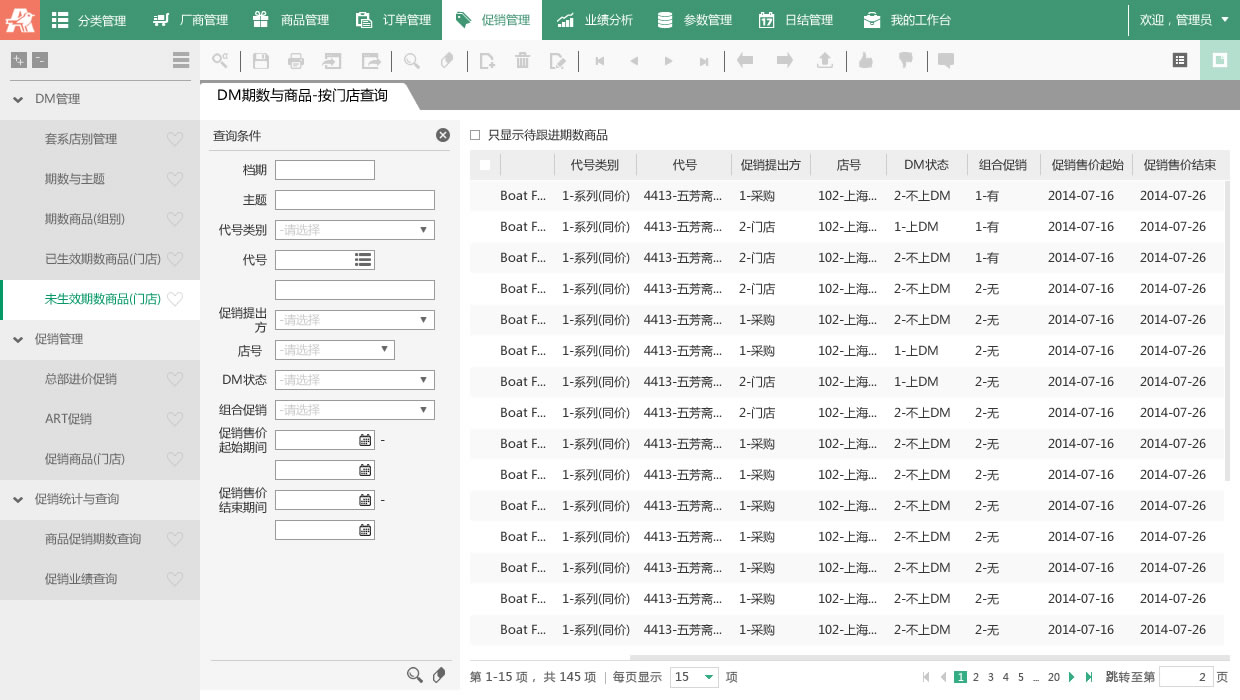 分类管理 厂商管理 商品管理 订单管理 促销管理 业绩分析 参数管理 日结管理 我的工作台 欢迎，管理员
DM管理
套系店别管理
期数与主题
期数商品(组别)
已生效期数商品(门店)
未生效期数商品(门店)
促销管理
总部进价促销
ART促销
促销商品(门店)
促销统计与查询
商品促销期数查询
促销业绩查询
DM期数与商品-按门店查询
查询条件
档期
主题
代号类别 -请选择
代号
促销提出方 -请选择
店号 -请选择
DM状态 -请选择
组合促销 -请选择
促销售价
起始期间 -
促销售价
结束期间 -
只显示待跟进期数商品
代号类别 代号 促销提出方 店号 DM状态 组合促销 促销售价起始 促销售价结束
Boat F... 1-系列(同价) 4413-五芳斋... 1-采购 102-上海... 2-不上DM 1-有 2014-07-16 2014-07-26
Boat F... 1-系列(同价) 4413-五芳斋... 2-门店 102-上海... 1-上DM 1-有 2014-07-16 2014-07-26
Boat F... 1-系列(同价) 4413-五芳斋... 2-门店 102-上海... 2-不上DM 1-有 2014-07-16 2014-07-26
Boat F... 1-系列(同价) 4413-五芳斋... 2-门店 102-上海... 2-不上DM 2-无 2014-07-16 2014-07-26
Boat F... 1-系列(同价) 4413-五芳斋... 1-采购 102-上海... 2-不上DM 2-无 2014-07-16 2014-07-26
Boat F... 1-系列(同价) 4413-五芳斋... 1-采购 102-上海... 1-上DM 2-无 2014-07-16 2014-07-26
Boat F... 1-系列(同价) 4413-五芳斋... 2-门店 102-上海... 1-上DM 2-无 2014-07-16 2014-07-26
Boat F... 1-系列(同价) 4413-五芳斋... 2-门店 102-上海... 2-不上DM 2-无 2014-07-16 2014-07-26
Boat F... 1-系列(同价) 4413-五芳斋... 1-采购 102-上海... 2-不上DM 2-无 2014-07-16 2014-07-26
Boat F... 1-系列(同价) 4413-五芳斋... 1-采购 102-上海... 2-不上DM 2-无 2014-07-16 2014-07-26
Boat F... 1-系列(同价) 4413-五芳斋... 1-采购 102-上海... 2-不上DM 2-无 2014-07-16 2014-07-26
Boat F... 1-系列(同价) 4413-五芳斋... 1-采购 102-上海... 2-不上DM 2-无 2014-07-16 2014-07-26
Boat F... 1-系列(同价) 4413-五芳斋... 1-采购 102-上海... 2-不上DM 2-无 2014-07-16 2014-07-26
Boat F... 1-系列(同价) 4413-五芳斋... 1-采购 102-上海... 2-不上DM 2-无 2014-07-16 2014-07-26
Boat F... 1-系列(同价) 4413-五芳斋... 1-采购 102-上海... 2-不上DM 2-无 2014-07-16 2014-07-26
第 1-15 项， 共 145 项 | 每页显示 15 项 1 2 3 4 5 ... 20 跳转至第 2 页